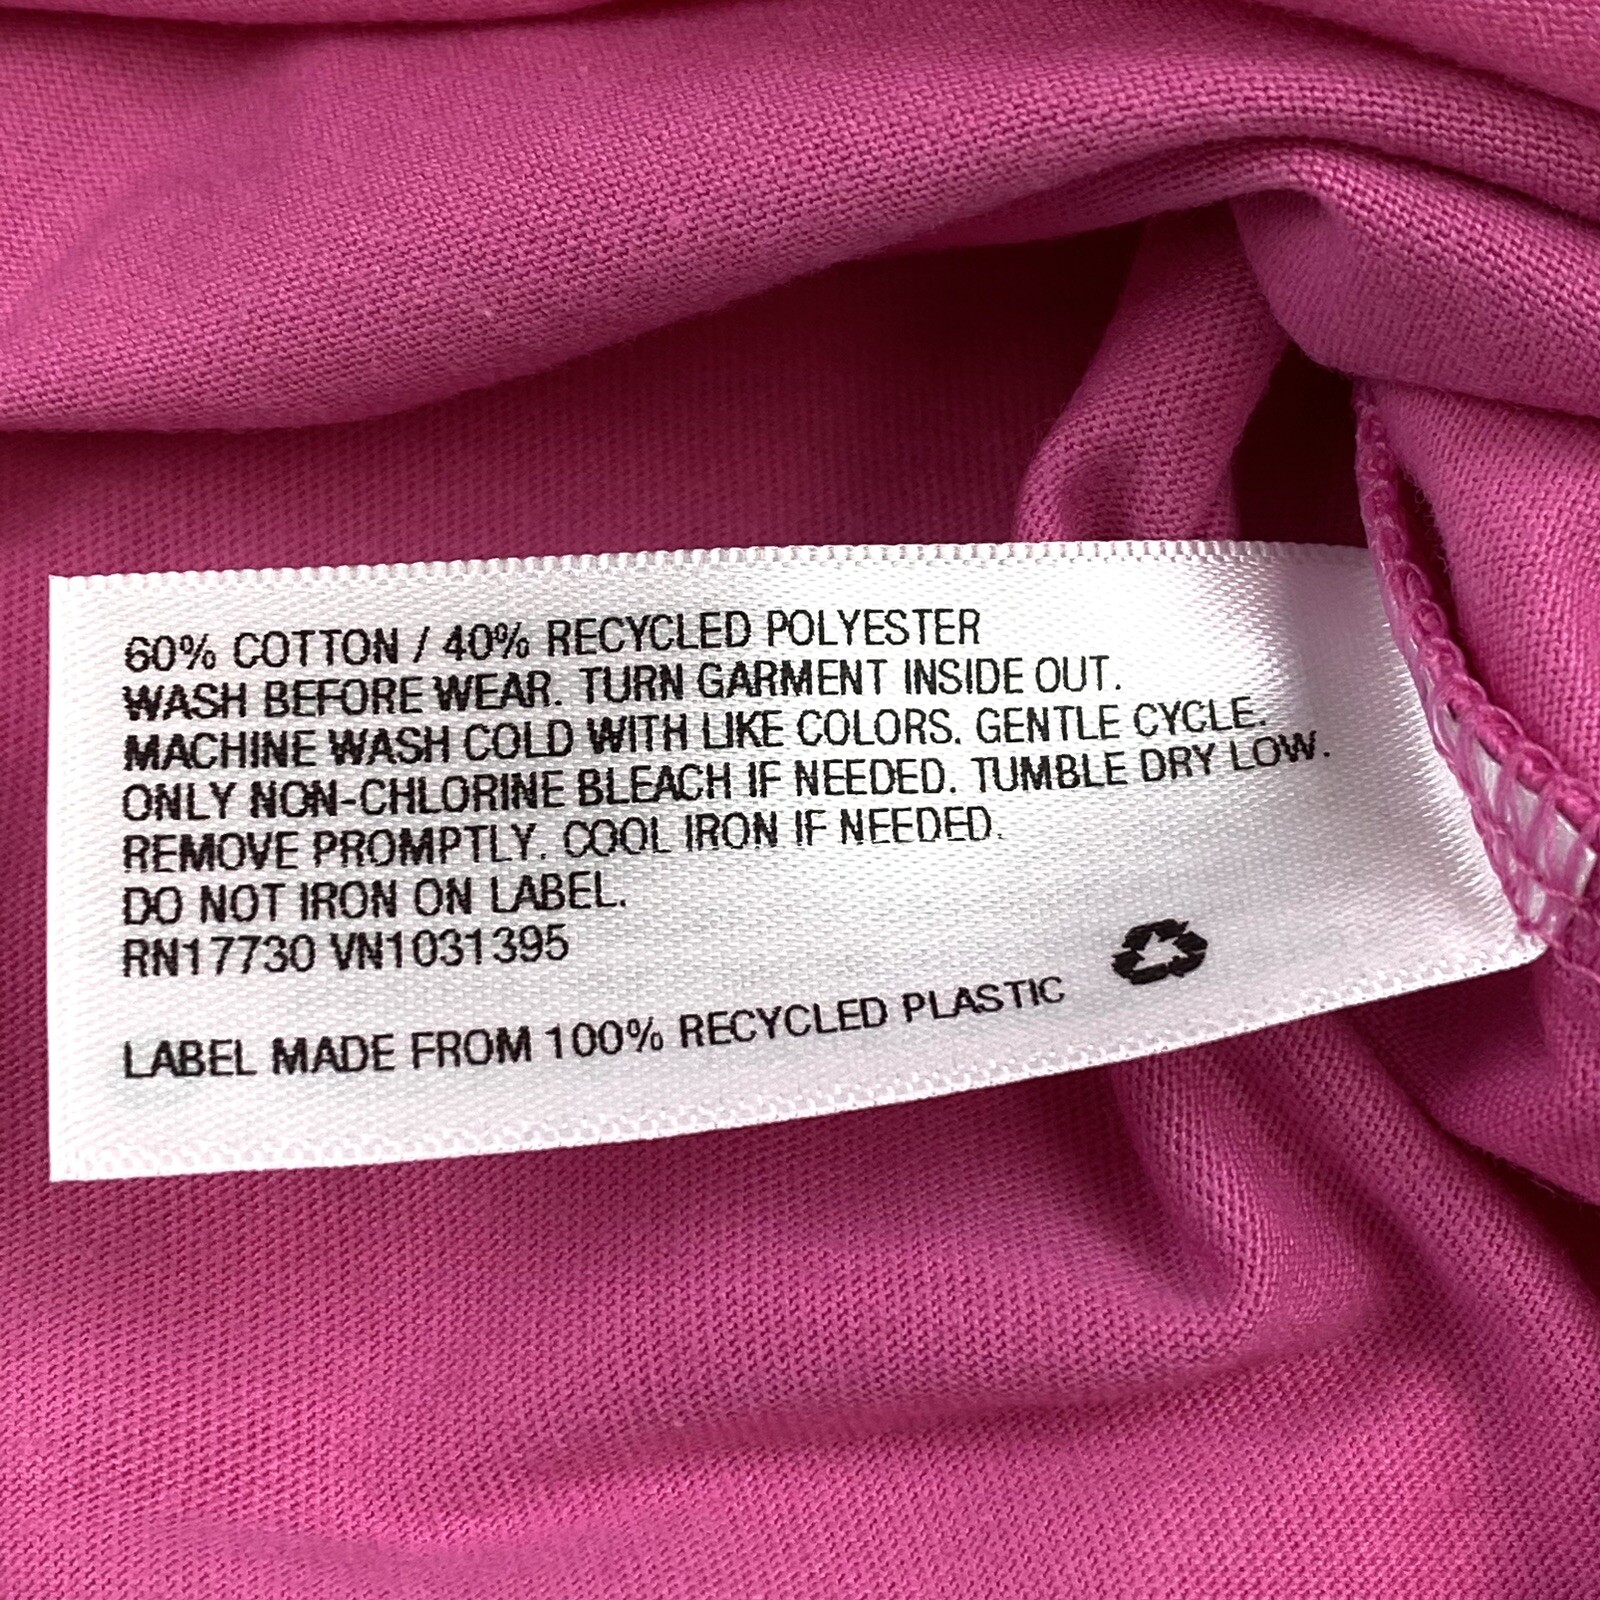 60% COTTON / 40% RECYCLED POLYESTER
WASH BEFORE WEAR. TURN GARMENT INSIDE OUT.
MACHINE WASH COLD WITH LIKE COLORS. GENTLE CYCLE.
ONLY NON-CHLORINE BLEACH IF NEEDED. TUMBLE DRY LOW.
REMOVE PROMPTLY. COOL IRON IF NEEDED.
DO NOT IRON ON LABEL.
RN17730 VN1031395
LABEL MADE FROM 100% RECYCLED PLASTIC